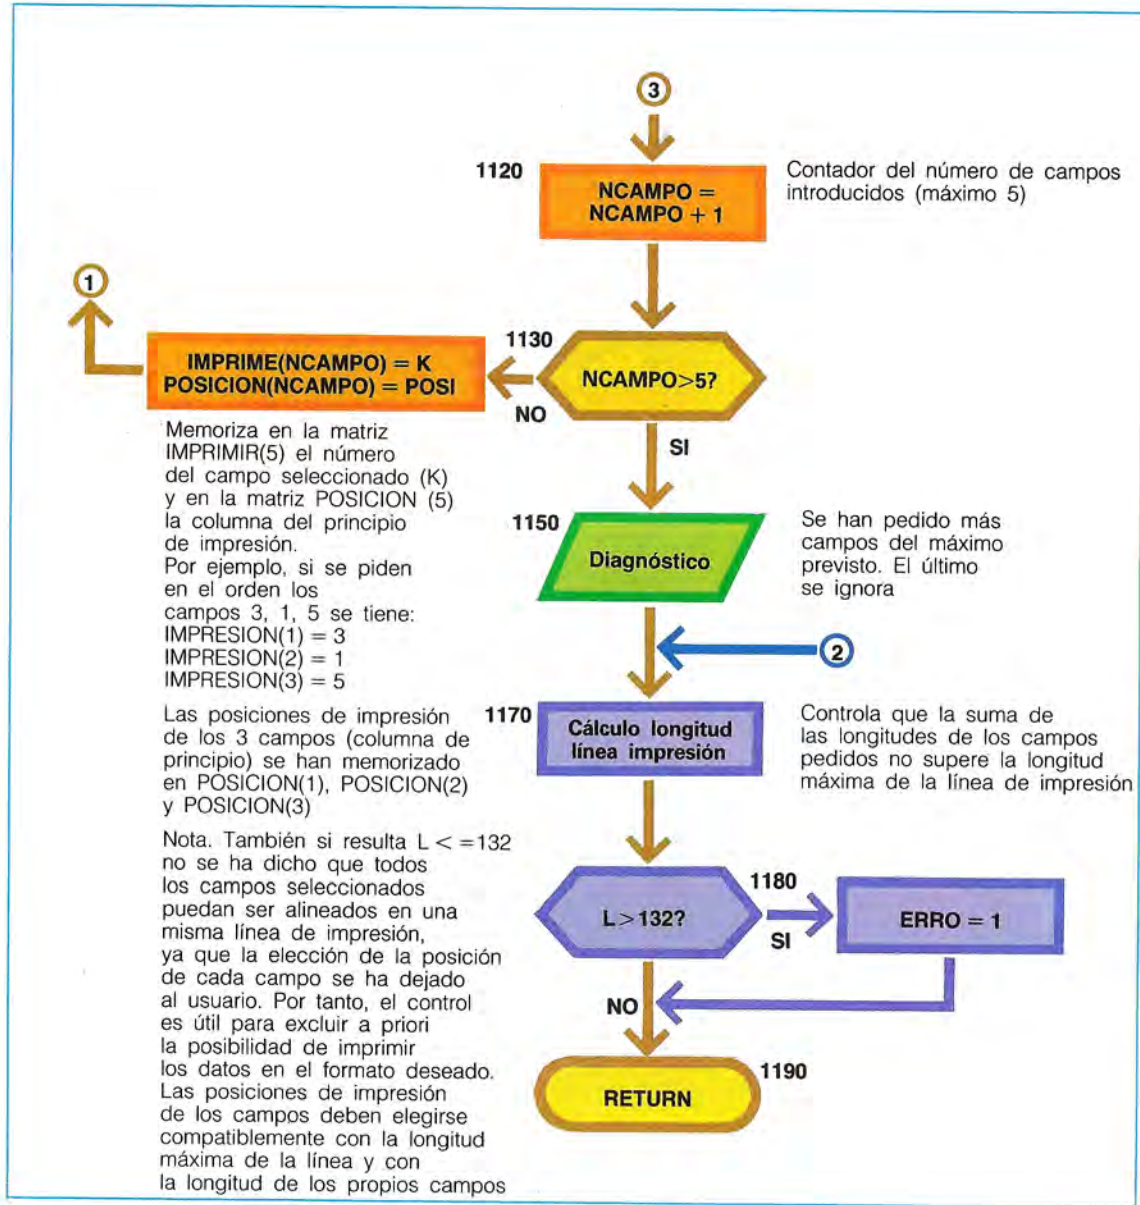 3
1120
NCAMPO =
NCAMPO + 1
Contador del número de campos
introducidos (máximo 5)
1
1130
IMPRIME(NCAMPO) = K
POSICION(NCAMPO) = POSI
NCAMPO>5?
NO
SI
Memoriza en la matriz
IMPRIMIR(5) el número
del campo seleccionado (K)
y en la matriz POSICION (5)
la columna del principio
de impresión.
Por ejemplo, si se piden
en el orden los
campos 3, 1, 5 se tiene:
IMPRESION(1) = 3
IMPRESION(2) = 1
IMPRESION(3) = 5
1150
Diagnóstico
Se han pedido más
campos del máximo
previsto. El último
se ignora
2
Las posiciones de impresión
de los 3 campos (columna de
principio) se han memorizado
en POSICION(1), POSICION(2)
y POSICION(3)
1170
Cálculo longitud
línea impresión
Controla que la suma de
las longitudes de los campos
pedidos no supere la longitud
máxima de la línea de impresión
Nota. También si resulta L < =132
no se ha dicho que todos
los campos seleccionados
puedan ser alineados en una
misma línea de impresión,
ya que la elección de la posición
de cada campo se ha dejado
al usuario. Por tanto, el control
es útil para excluir a priori
la posibilidad de imprimir
los datos en el formato deseado.
Las posiciones de impresión
de los campos deben elegirse
compatiblemente con la longitud
máxima de la línea y con
la longitud de los propios campos
1180
L>132?
SI
ERRO = 1
NO
1190
RETURN